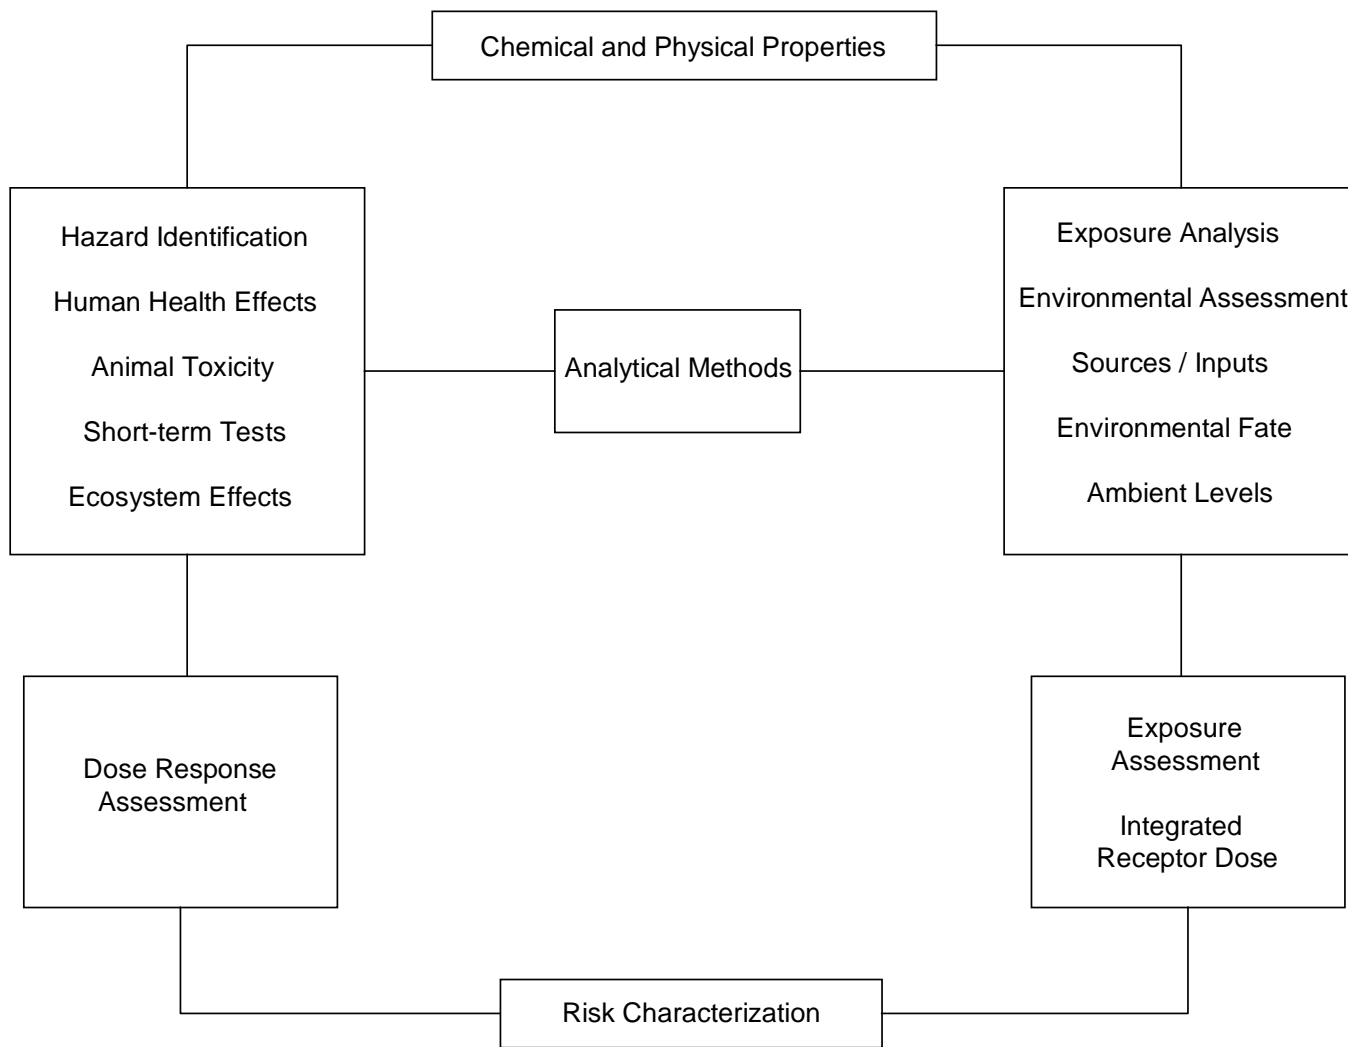 Chemical and Physical Properties
Hazard Identification
Human Health Effects
Animal Toxicity
Short-term Tests
Ecosystem Effects
Analytical Methods
Exposure Analysis
Environmental Assessment
Sources / Inputs
Environmental Fate
Ambient Levels
Dose Response
Assessment
Exposure
Assessment
Integrated
Receptor Dose
Risk Characterization